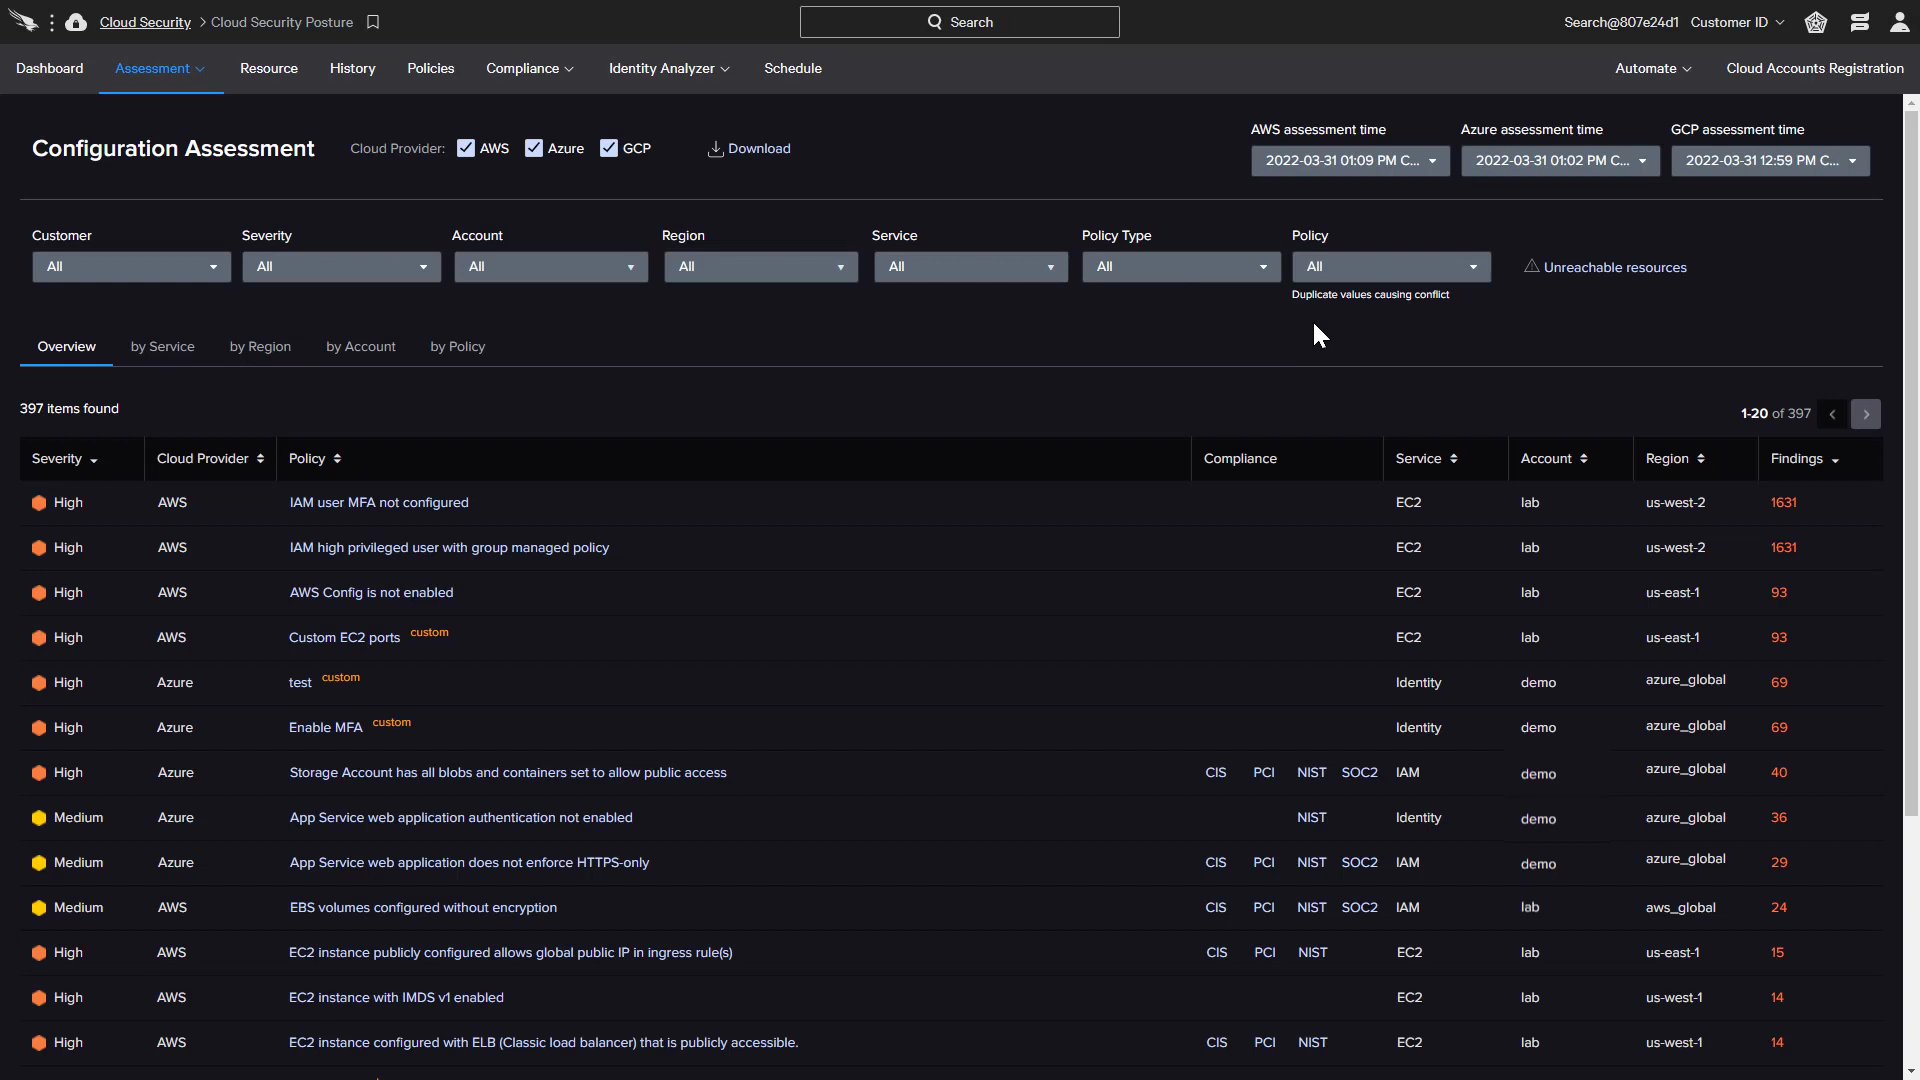 Cloud Security > Cloud Security Posture
Search
Search@807e24d1 Customer ID
Dashboard Assessment Resource History Policies Compliance Identity Analyzer Schedule Automate Cloud Accounts Registration
Configuration Assessment Cloud Provider: AWS Azure GCP Download
AWS assessment time Azure assessment time GCP assessment time
2022-03-31 01:09 PM C... 2022-03-31 01:02 PM C... 2022-03-31 12:59 PM C...
Customer Severity Account Region Service Policy Type Policy
All All All All All All All Unreachable resources
Duplicate values causing conflict
Overview by Service by Region by Account by Policy
397 items found
1-20 of 397
Severity Cloud Provider Policy Compliance Service Account Region Findings
High AWS IAM user MFA not configured EC2 lab us-west-2 1631
High AWS IAM high privileged user with group managed policy EC2 lab us-west-2 1631
High AWS AWS Config is not enabled EC2 lab us-east-1 93
High AWS Custom EC2 ports custom EC2 lab us-east-1 93
High Azure test custom Identity demo azure_global 69
High Azure Enable MFA custom Identity demo azure_global 69
High Azure Storage Account has all blobs and containers set to allow public access CIS PCI NIST SOC2 IAM demo azure_global 40
Medium Azure App Service web application authentication not enabled NIST Identity demo azure_global 36
Medium Azure App Service web application does not enforce HTTPS-only CIS PCI NIST SOC2 IAM demo azure_global 29
Medium AWS EBS volumes configured without encryption CIS PCI NIST SOC2 IAM lab aws_global 24
High AWS EC2 instance publicly configured allows global public IP in ingress rule(s) CIS PCI NIST EC2 lab us-east-1 15
High AWS EC2 instance with IMDS v1 enabled EC2 lab us-west-1 14
High AWS EC2 instance configured with ELB (Classic load balancer) that is publicly accessible. CIS PCI NIST EC2 lab us-west-1 14